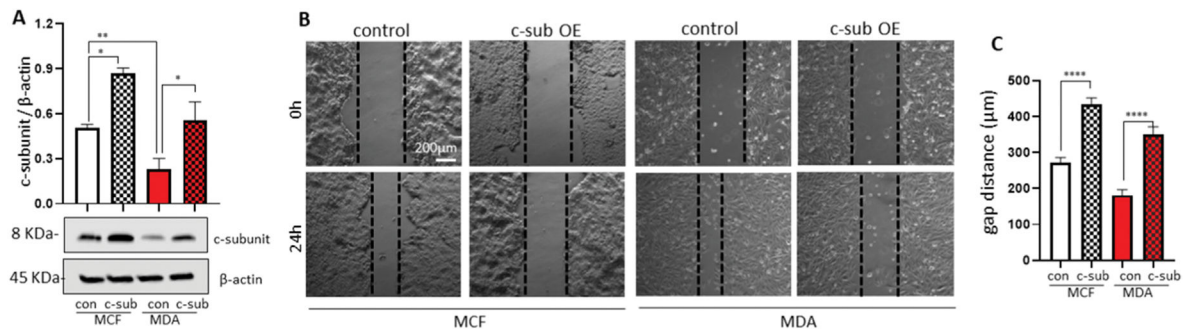 A
c-subunit / β-actin
1.2
0.9
0.6
0.3
0.0
**
*
*
8 KDa-
c-subunit
45 KDa-
β-actin
con c-sub con c-sub
MCF MDA
B
control c-sub OE control c-sub OE
0h
200μm
24h
MCF MDA
C
gap distance (μm)
500
400
300
200
100
0
****
****
con c-sub con c-sub
MCF MDA